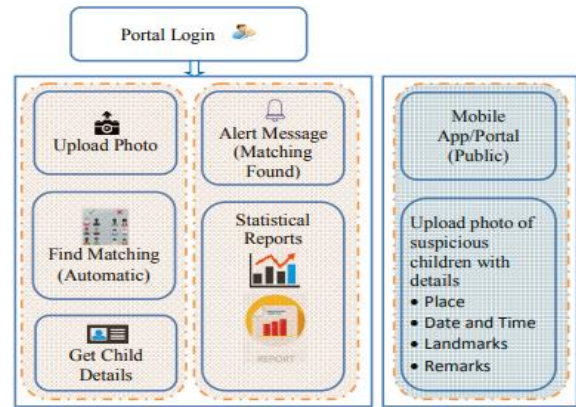 Portal Login
Upload Photo
Find Matching
(Automatic)
Get Child
Details
Alert Message
(Matching
Found)
Statistical
Reports
REPORT
Mobile
App/Portal
(Public)
Upload photo of
suspicious
children with
details
• Place
• Date and Time
• Landmarks
• Remarks